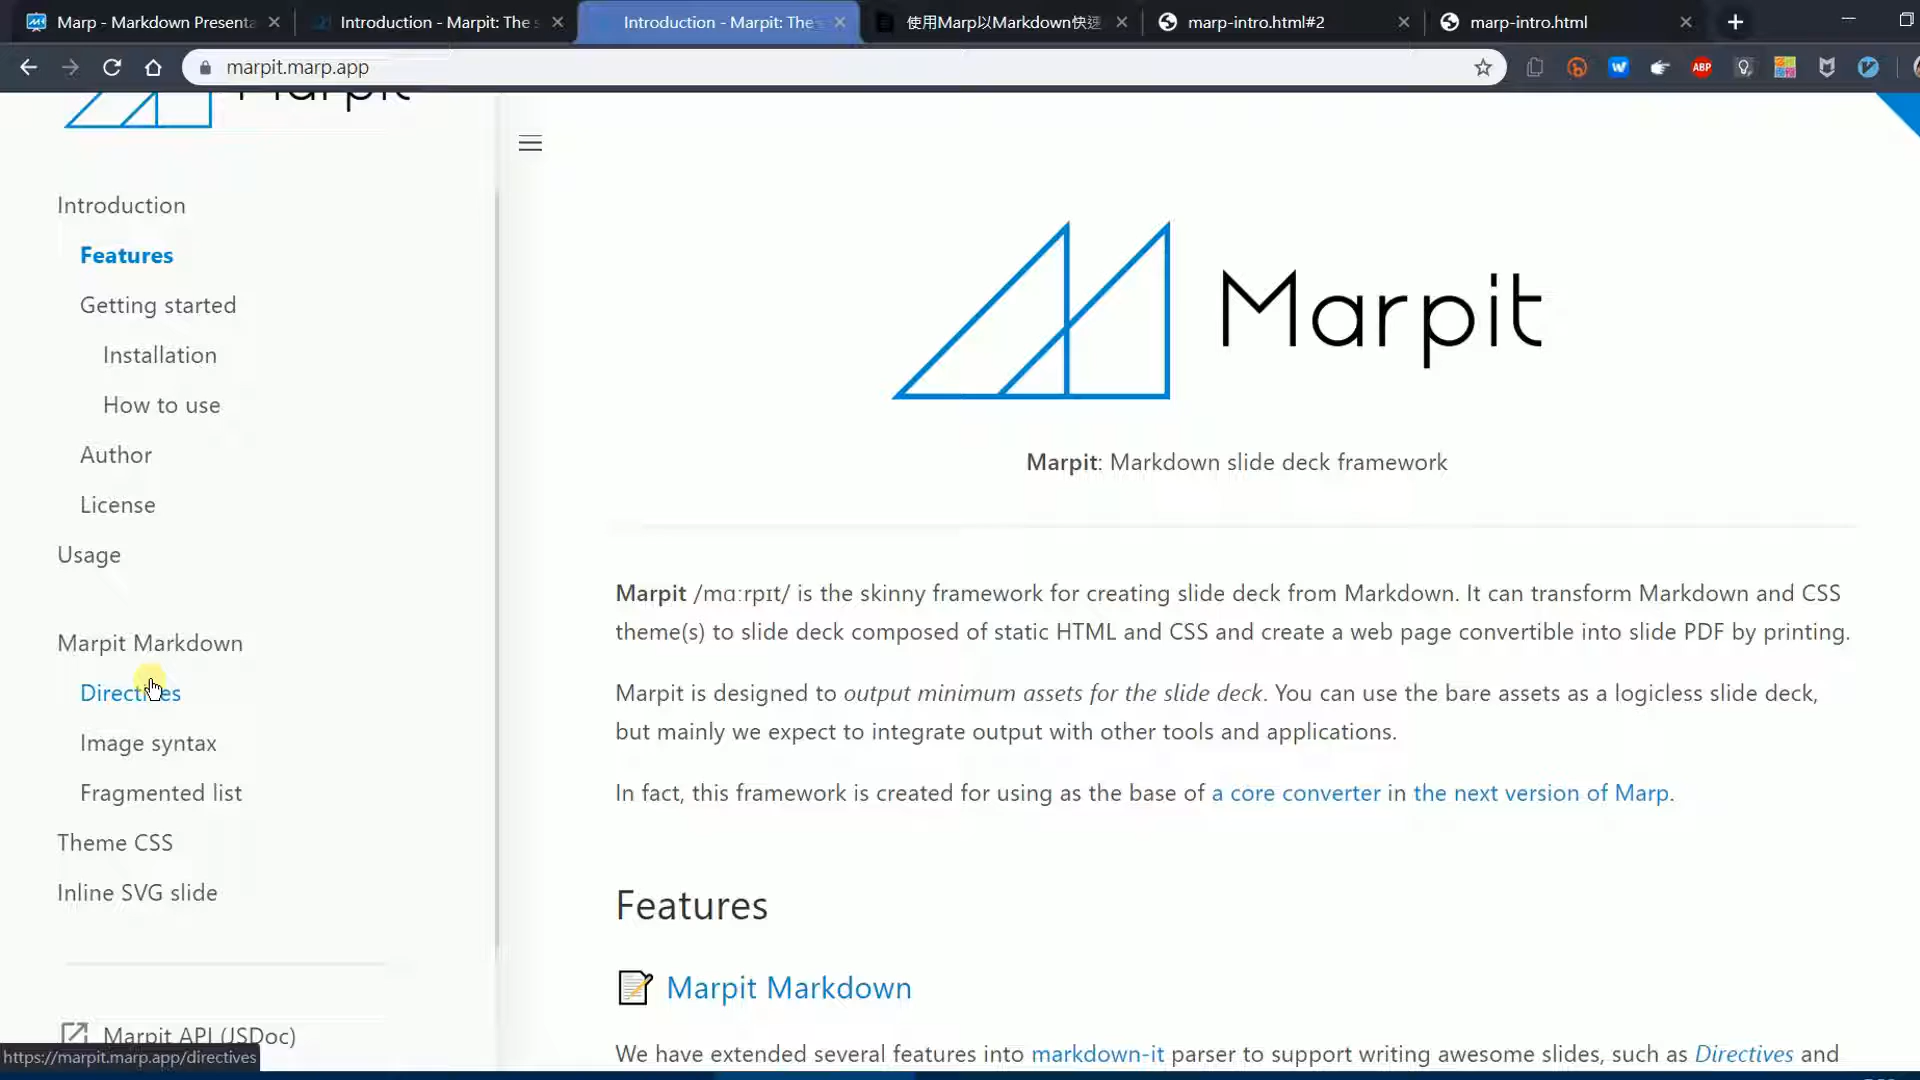 Marp - Markdown Presenta
Introduction - Marpit: The s
Introduction - Marpit: The
使用Marp以Markdown快速
marp-intro.html#2
marp-intro.html
marpit.marp.app
ABP
Marpit
Introduction
Features
Getting started
Installation
How to use
Author
License
Usage
Marpit Markdown
Directives
Image syntax
Fragmented list
Theme CSS
Inline SVG slide
Marpit API (JSDoc)
https://marpit.marp.app/directives
Marpit
Marpit: Markdown slide deck framework
Marpit /mɑːrpɪt/ is the skinny framework for creating slide deck from Markdown. It can transform Markdown and CSS
theme(s) to slide deck composed of static HTML and CSS and create a web page convertible into slide PDF by printing.
Marpit is designed to output minimum assets for the slide deck. You can use the bare assets as a logicless slide deck,
but mainly we expect to integrate output with other tools and applications.
In fact, this framework is created for using as the base of a core converter in the next version of Marp.
Features
Marpit Markdown
We have extended several features into markdown-it parser to support writing awesome slides, such as Directives and